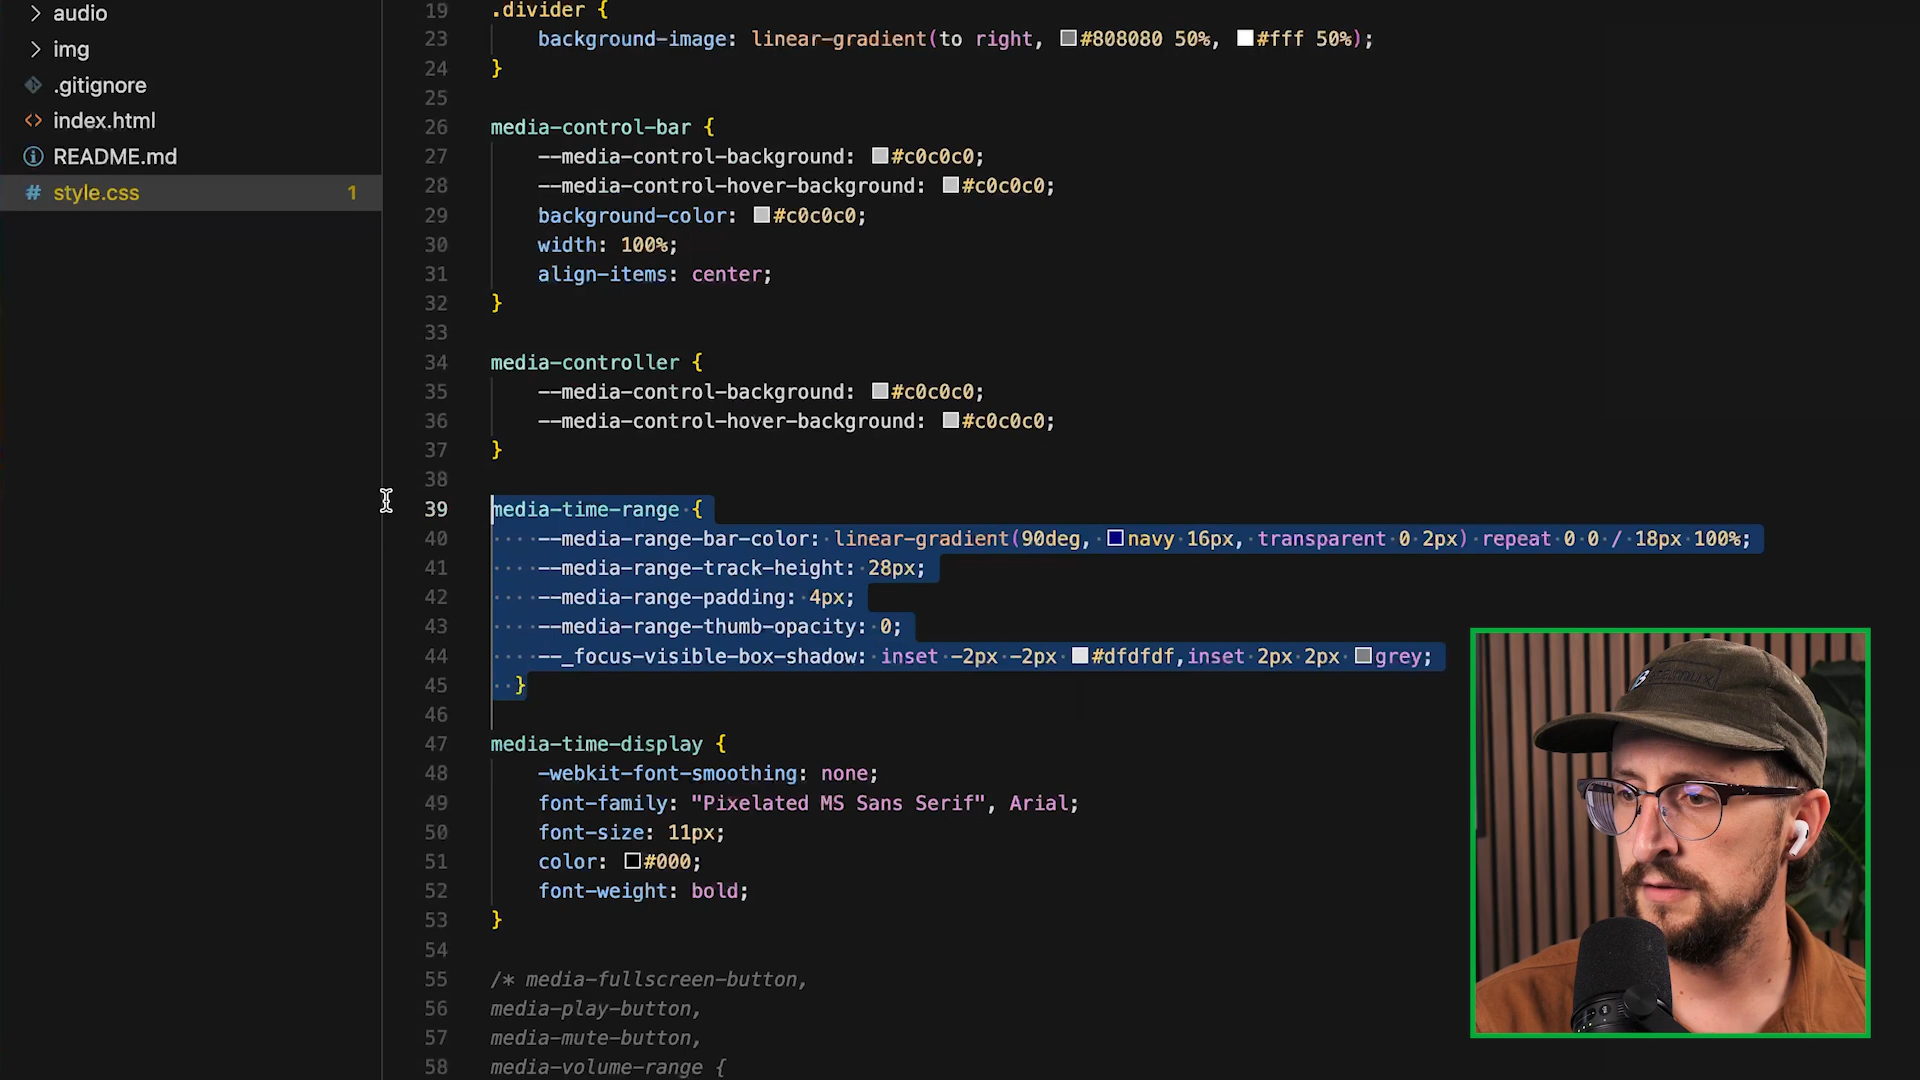 audio
img
.gitignore
index.html
README.md
style.css 1
19 .divider {
23 background-image: linear-gradient(to right, #808080 50%, #fff 50%);
24 }
25
26 media-control-bar {
27 --media-control-background: #c0c0c0;
28 --media-control-hover-background: #c0c0c0;
29 background-color: #c0c0c0;
30 width: 100%;
31 align-items: center;
32 }
33
34 media-controller {
35 --media-control-background: #c0c0c0;
36 --media-control-hover-background: #c0c0c0;
37 }
38
39 media-time-range {
40 --media-range-bar-color: linear-gradient(90deg, navy 16px, transparent 0 2px) repeat 0 0 / 18px 100%;
41 --media-range-track-height: 28px;
42 --media-range-padding: 4px;
43 --media-range-thumb-opacity: 0;
44 --_focus-visible-box-shadow: inset -2px -2px #dfdfdf,inset 2px 2px grey;
45 }
46
47 media-time-display {
48 -webkit-font-smoothing: none;
49 font-family: "Pixelated MS Sans Serif", Arial;
50 font-size: 11px;
51 color: #000;
52 font-weight: bold;
53 }
54
55 /* media-fullscreen-button,
56 media-play-button,
57 media-mute-button,
58 media-volume-range {